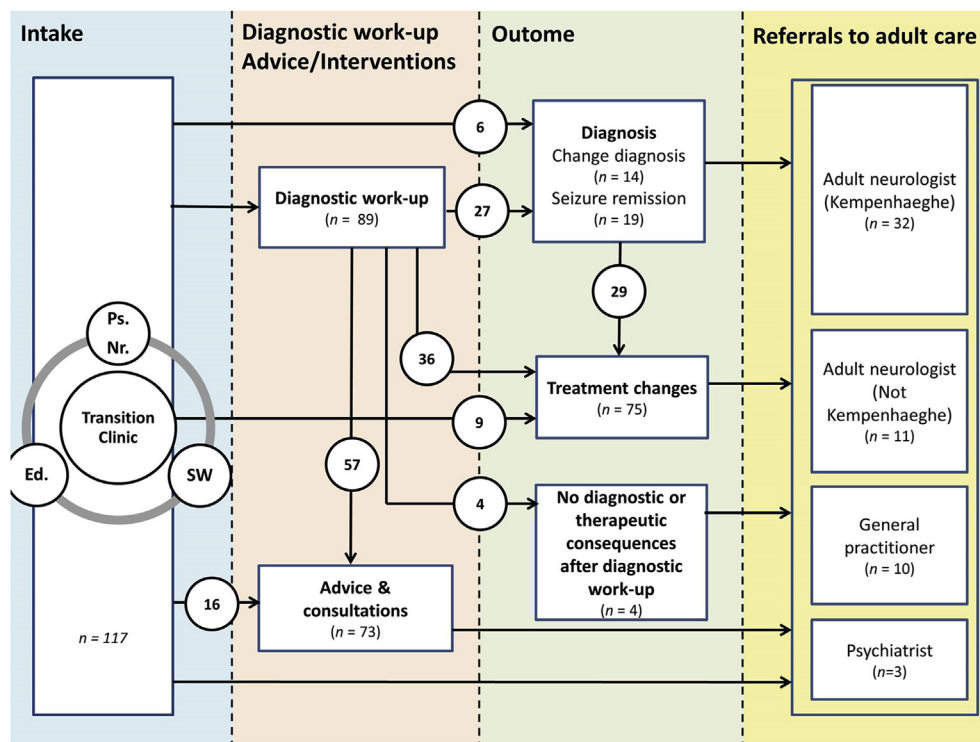 Intake
Diagnostic work-up
Advice/Interventions
Outome
Referrals to adult care
6
Diagnosis
Change diagnosis
(n = 14)
Seizure remission
(n = 19)
Diagnostic work-up
(n = 89)
27
Adult neurologist
(Kempenhaeghe)
(n = 32)
29
Ps.
Nr.
Transition
Clinic
Ed.
SW
36
Treatment changes
(n = 75)
9
Adult neurologist
(Not
Kempenhaeghe)
(n = 11)
57
4
No diagnostic or
therapeutic
consequences
after diagnostic
work-up
(n = 4)
General
practitioner
(n = 10)
16
Advice &
consultations
(n = 73)
n = 117
Psychiatrist
(n=3)